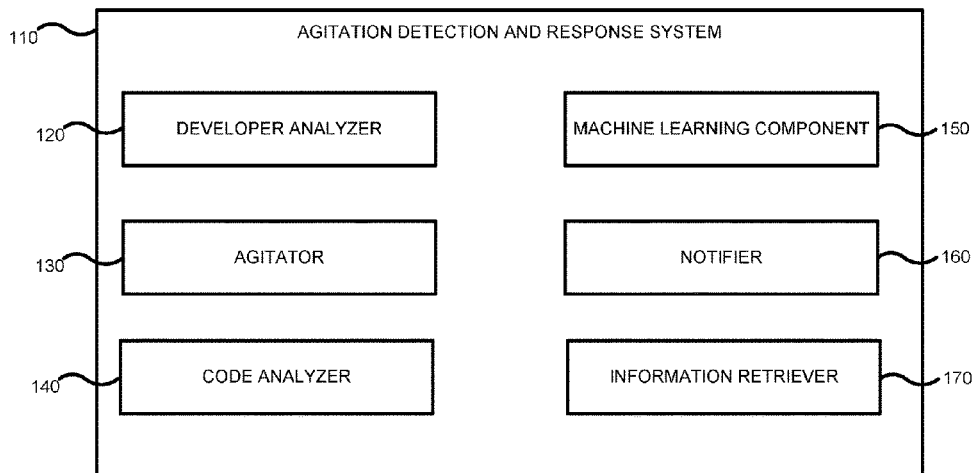 110
AGITATION DETECTION AND RESPONSE SYSTEM
120
DEVELOPER ANALYZER
MACHINE LEARNING COMPONENT
150
130
AGITATOR
NOTIFIER
160
140
CODE ANALYZER
INFORMATION RETRIEVER
170